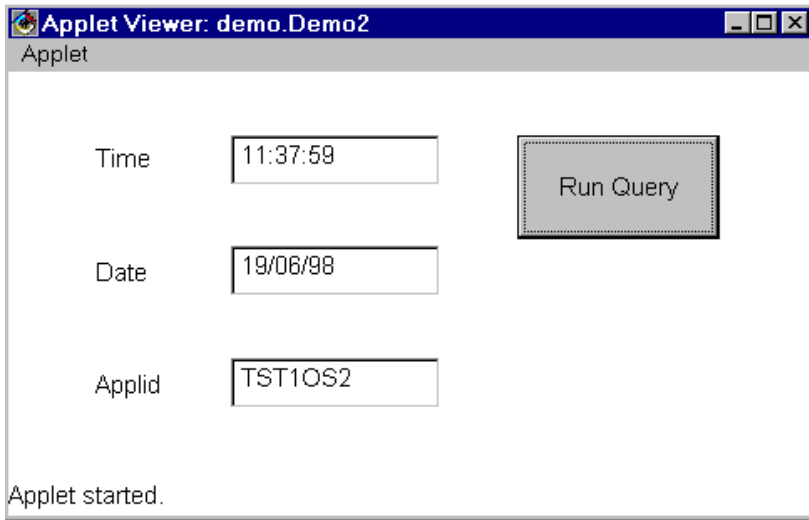 Applet Viewer: demo.Demo2
Applet
Time 11:37:59
Run Query
Date 19/06/98
Applid TST1OS2
Applet started.